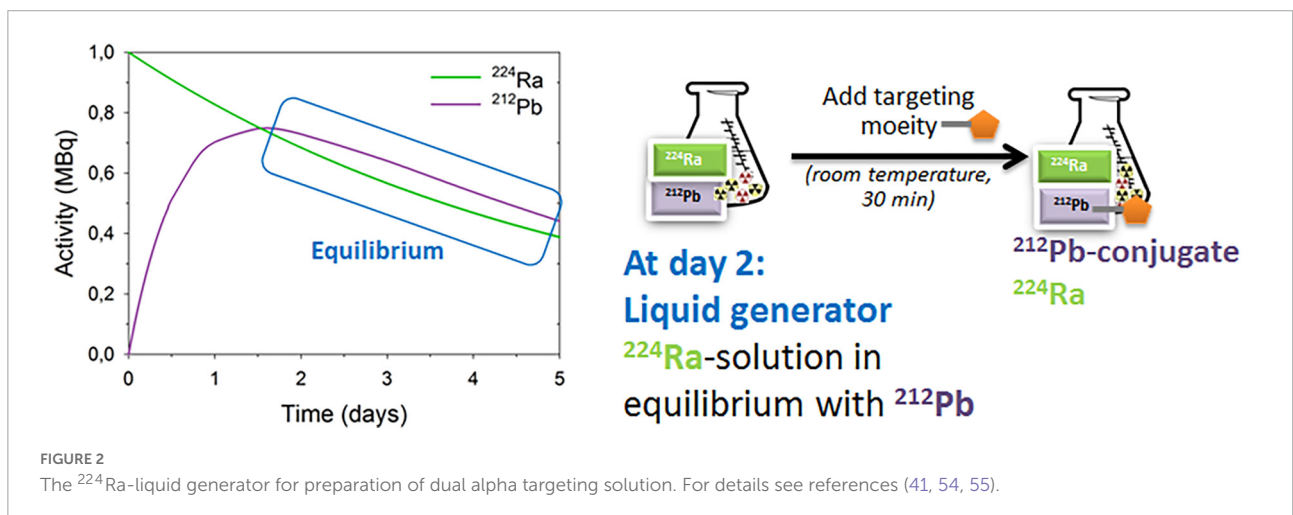 1,0
0,8
0,6
0,4
0,2
0,0
Activity (MBq)
0 1 2 3 4 5
Time (days)
²²⁴Ra
²¹²Pb
Equilibrium
²²⁴Ra
²¹²Pb
Add targeting
moeity
(room temperature,
30 min)
²²⁴Ra
²¹²Pb
²¹²Pb-conjugate
²²⁴Ra
At day 2:
Liquid generator
²²⁴Ra-solution in
equilibrium with ²¹²Pb
FIGURE 2
The ²²⁴Ra-liquid generator for preparation of dual alpha targeting solution. For details see references (41, 54, 55).